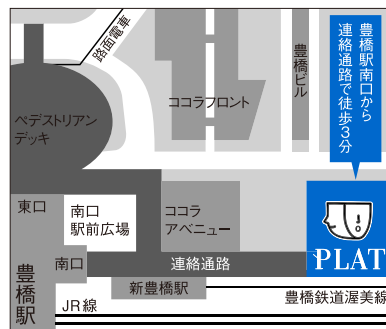 路面電車
豊橋ビル
豊橋駅南口から
連絡通路で徒歩3分
ココラフロント
ペデストリアン
デッキ
東口
南口
駅前広場
ココラ
アベニュー
南口
連絡通路
PLAT
豊橋駅
新豊橋駅
JR線
豊橋鉄道渥美線